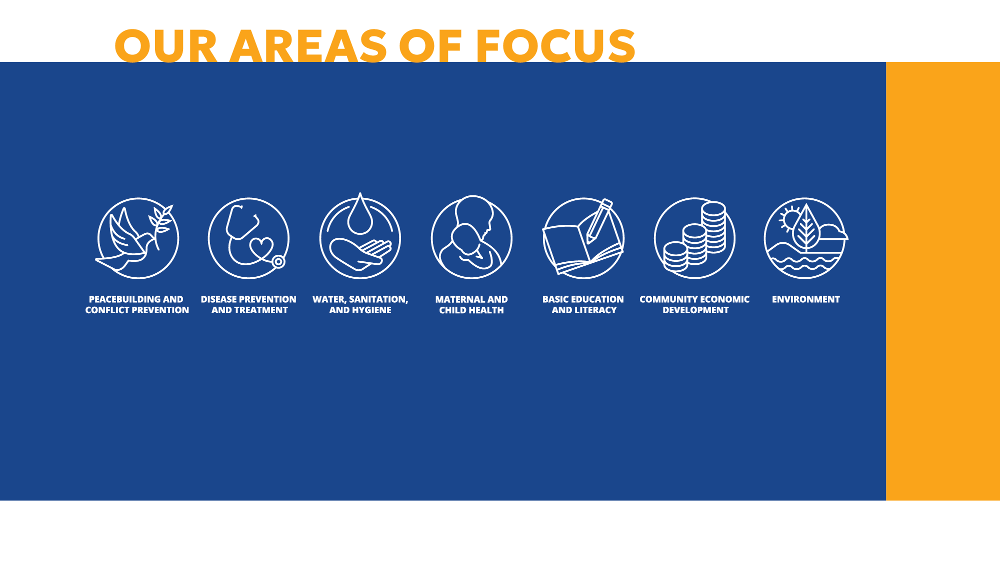 OUR AREAS OF FOCUS
PEACEBUILDING AND
CONFLICT PREVENTION
DISEASE PREVENTION
AND TREATMENT
WATER, SANITATION,
AND HYGIENE
MATERNAL AND
CHILD HEALTH
BASIC EDUCATION
AND LITERACY
COMMUNITY ECONOMIC
DEVELOPMENT
ENVIRONMENT